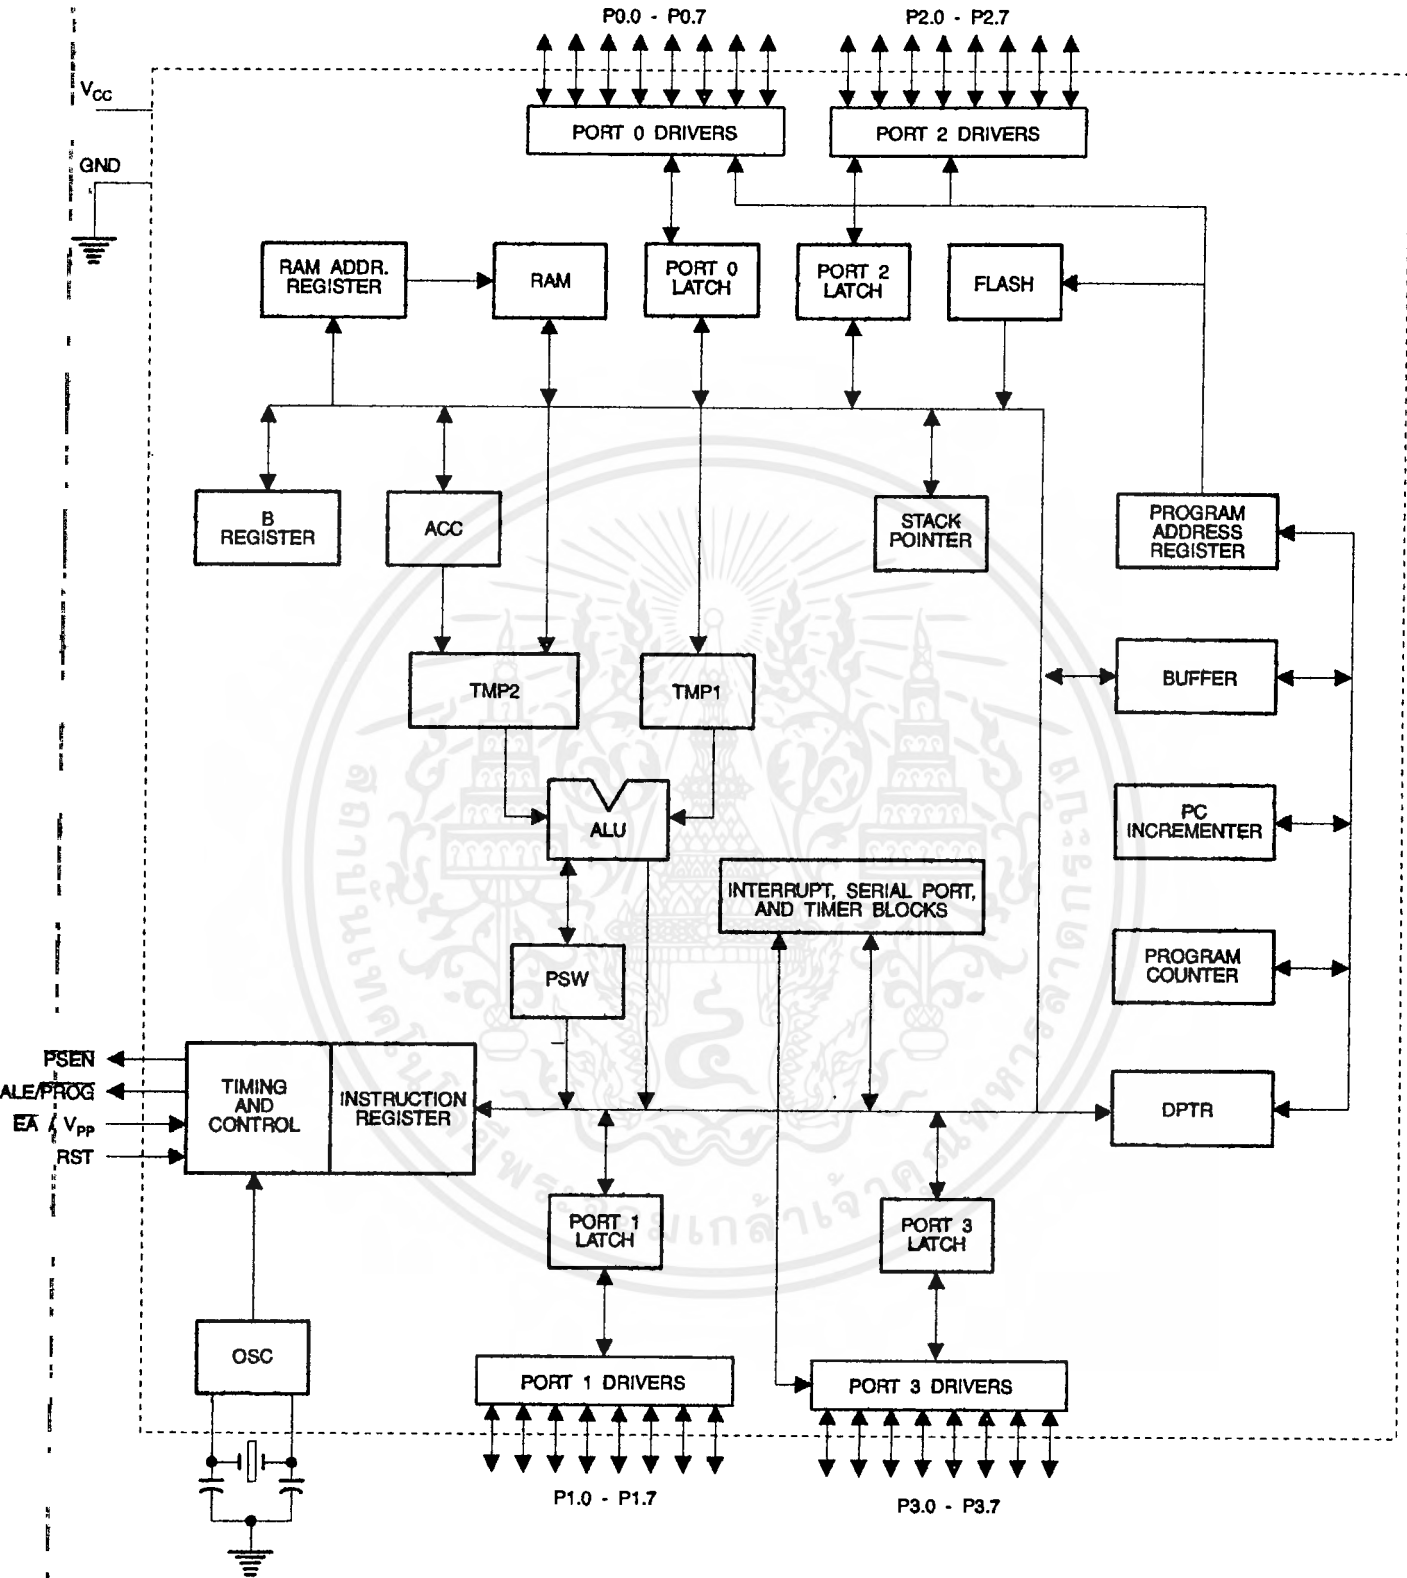 P0.0 - P0.7
P2.0 - P2.7
VCC
PORT 0 DRIVERS
PORT 2 DRIVERS
GND
RAM ADDR.
REGISTER
RAM
PORT 0
LATCH
PORT 2
LATCH
FLASH
B
REGISTER
ACC
STACK
POINTER
PROGRAM
ADDRESS
REGISTER
TMP2
TMP1
BUFFER
ALU
PC
INCREMENTER
INTERRUPT, SERIAL PORT,
AND TIMER BLOCKS
PSW
PROGRAM
COUNTER
PSEN
ALE/PROG
EA / VPP
RST
TIMING
AND
CONTROL
INSTRUCTION
REGISTER
DPTR
PORT 1
LATCH
PORT 3
LATCH
OSC
PORT 1 DRIVERS
PORT 3 DRIVERS
P1.0 - P1.7
P3.0 - P3.7